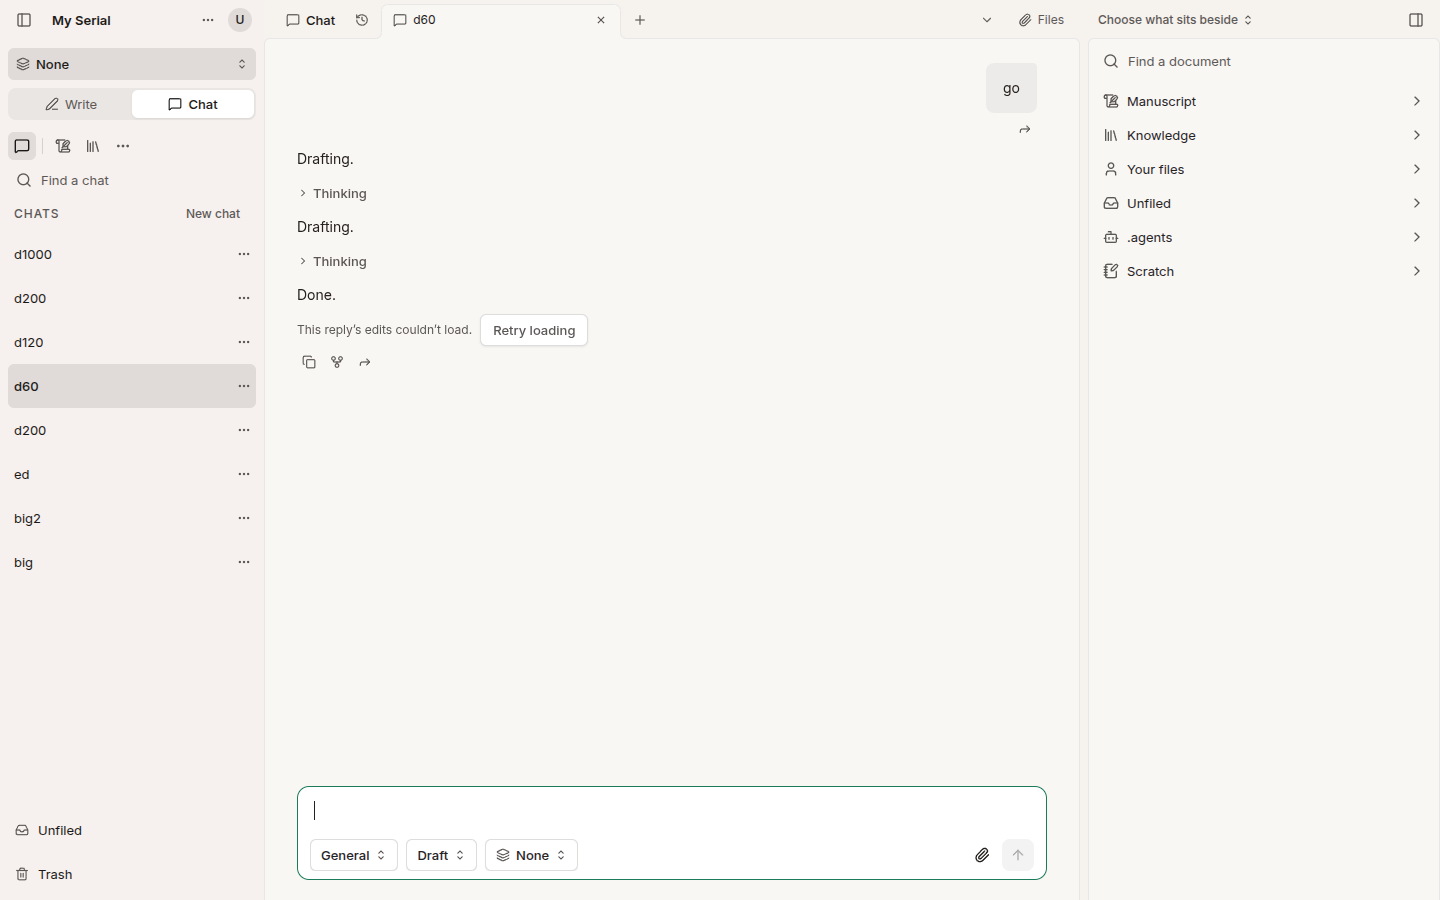 My Serial
U
None
Write
Chat
Find a chat
CHATS
New chat
d1000
d200
d120
d60
d200
ed
big2
big
Unfiled
Trash
Chat
d60
Files
go
Drafting.
Thinking
Drafting.
Thinking
Done.
This reply’s edits couldn’t load.
Retry loading
General
Draft
None
Choose what sits beside
Find a document
Manuscript
Knowledge
Your files
Unfiled
.agents
Scratch